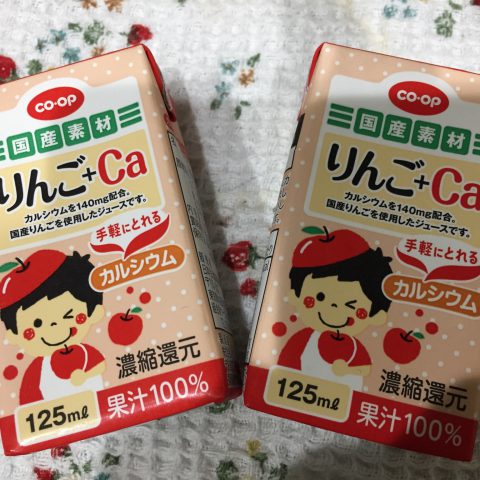 co・op
国産素材
りんご+Ca
カルシウムを140mg配合。
国産りんごを使用したジュースです。
手軽にとれる
カルシウム
濃縮還元
125mℓ
果汁100%
co・op
国産素材
りんご+Ca
カルシウムを140mg配合。
国産りんごを使用したジュースです。
手軽にとれる
カルシウム
濃縮還元
125mℓ
果汁100%